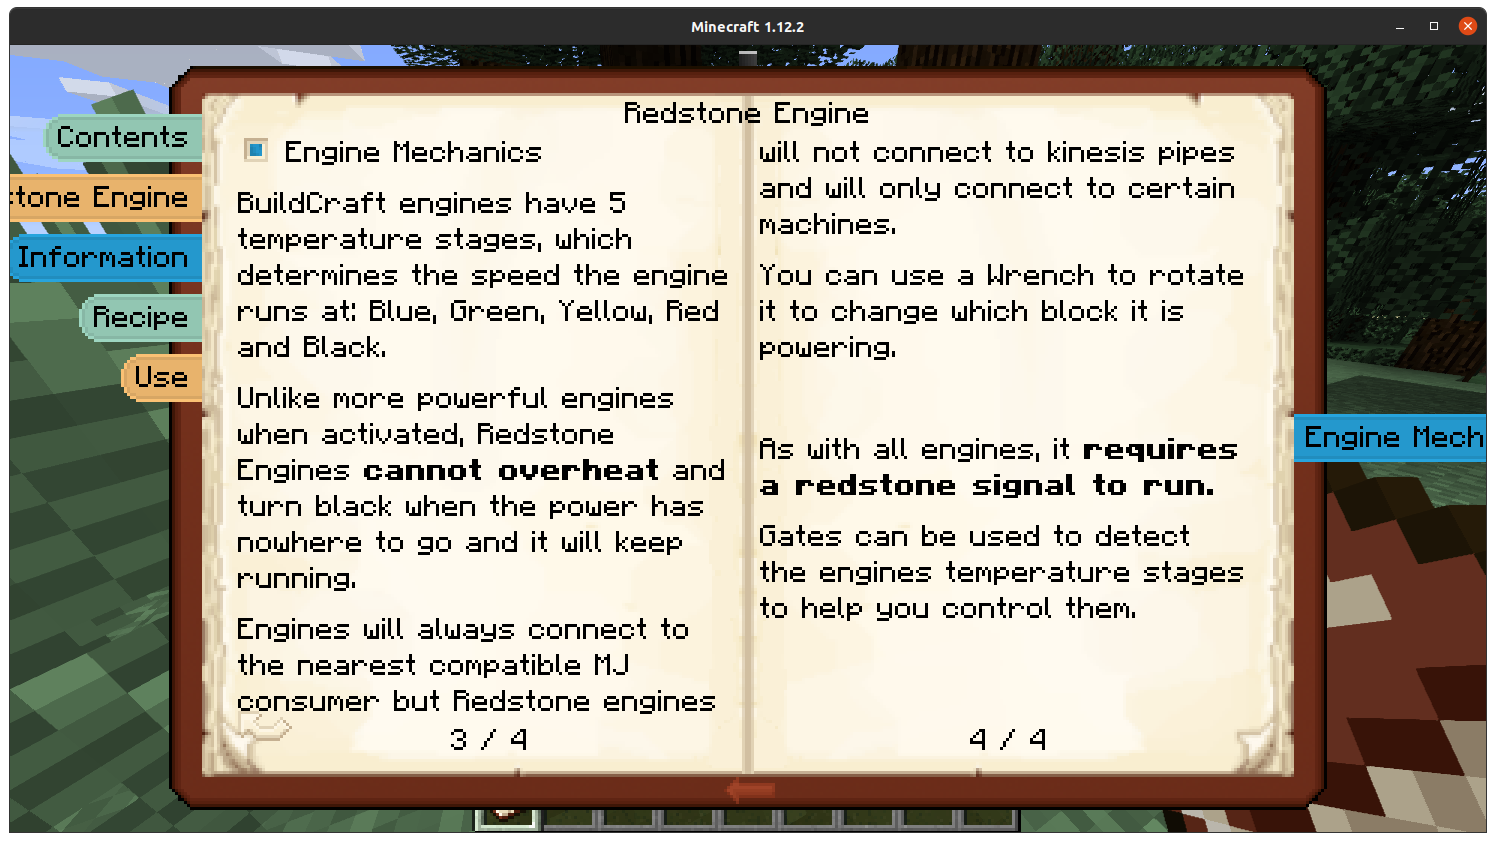 Minecraft 1.12.2
Redstone Engine
Contents
tone Engine
Information
Recipe
Use
Engine Mechanics
BuildCraft engines have 5
temperature stages, which
determines the speed the engine
runs at: Blue, Green, Yellow, Red
and Black.
Unlike more powerful engines
when activated, Redstone
Engines cannot overheat and
turn black when the power has
nowhere to go and it will keep
running.
Engines will always connect to
the nearest compatible MJ
consumer but Redstone engines
3 / 4
will not connect to kinesis pipes
and will only connect to certain
machines.
You can use a Wrench to rotate
it to change which block it is
powering.
As with all engines, it requires
a redstone signal to run.
Gates can be used to detect
the engines temperature stages
to help you control them.
4 / 4
Engine Mech